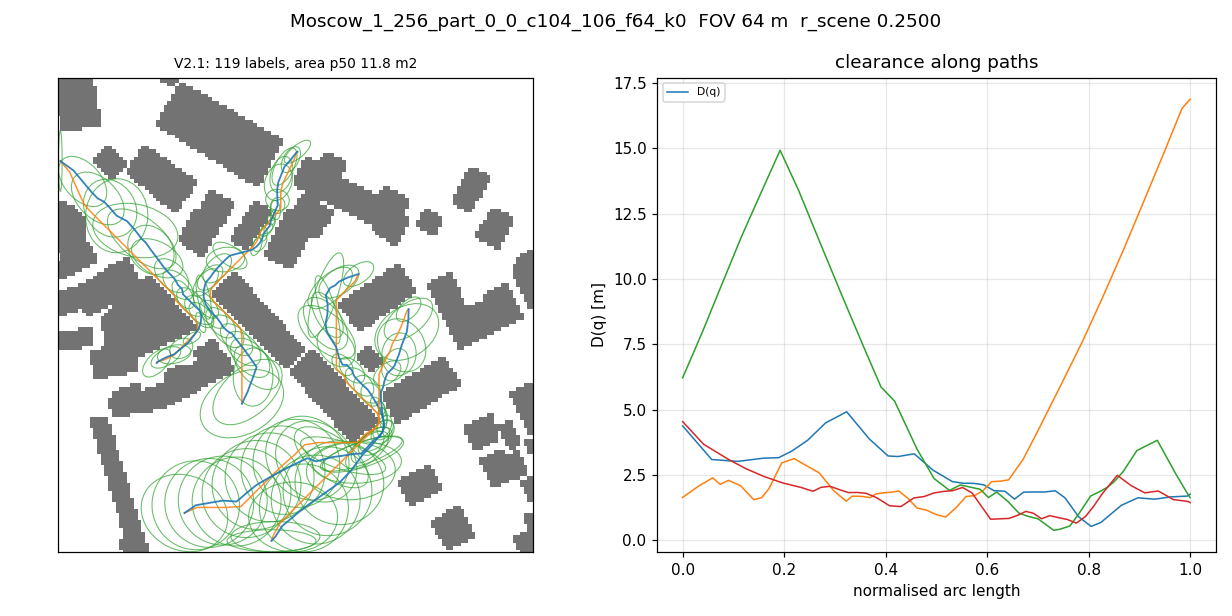 Moscow_1_256_part_0_0_c104_106_f64_k0  FOV 64 m  r_scene 0.2500
V2.1: 119 labels, area p50 11.8 m2
clearance along paths
D(q)
17.5
15.0
12.5
10.0
7.5
5.0
2.5
0.0
D(q) [m]
0.0
0.2
0.4
0.6
0.8
1.0
normalised arc length